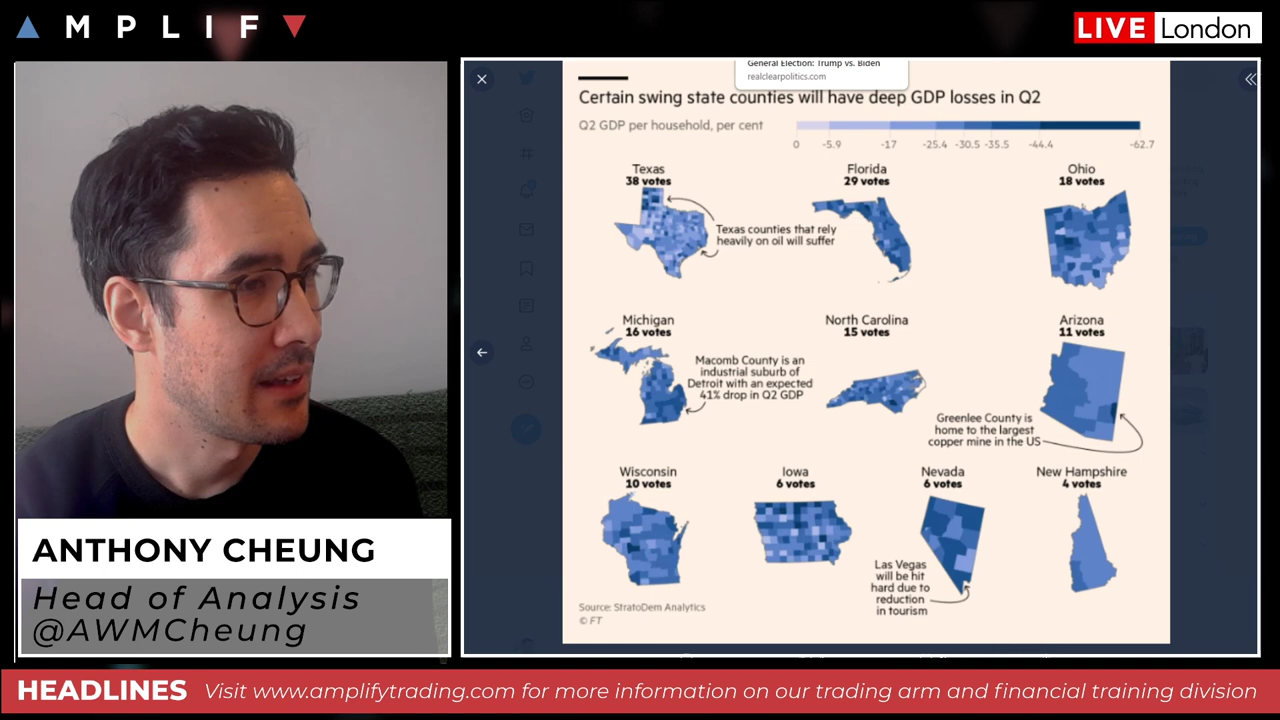 AMPLIFY
LIVE London
General Election: Trump vs. Biden
realclearpolitics.com
Certain swing state counties will have deep GDP losses in Q2
Q2 GDP per household, per cent
0 -5.9 -17 -25.4 -30.5 -35.5 -44.4 -62.7
Texas
38 votes
Florida
29 votes
Ohio
18 votes
Texas counties that rely
heavily on oil will suffer
Michigan
16 votes
North Carolina
15 votes
Arizona
11 votes
Macomb County is an
industrial suburb of
Detroit with an expected
41% drop in Q2 GDP
Greenlee County is
home to the largest
copper mine in the US
Wisconsin
10 votes
Iowa
6 votes
Nevada
6 votes
New Hampshire
4 votes
Las Vegas
will be hit
hard due to
reduction
in tourism
Source: StratoDem Analytics
© FT
ANTHONY CHEUNG
Head of Analysis
@AWMCheung
HEADLINES Visit www.amplifytrading.com for more information on our trading arm and financial training division